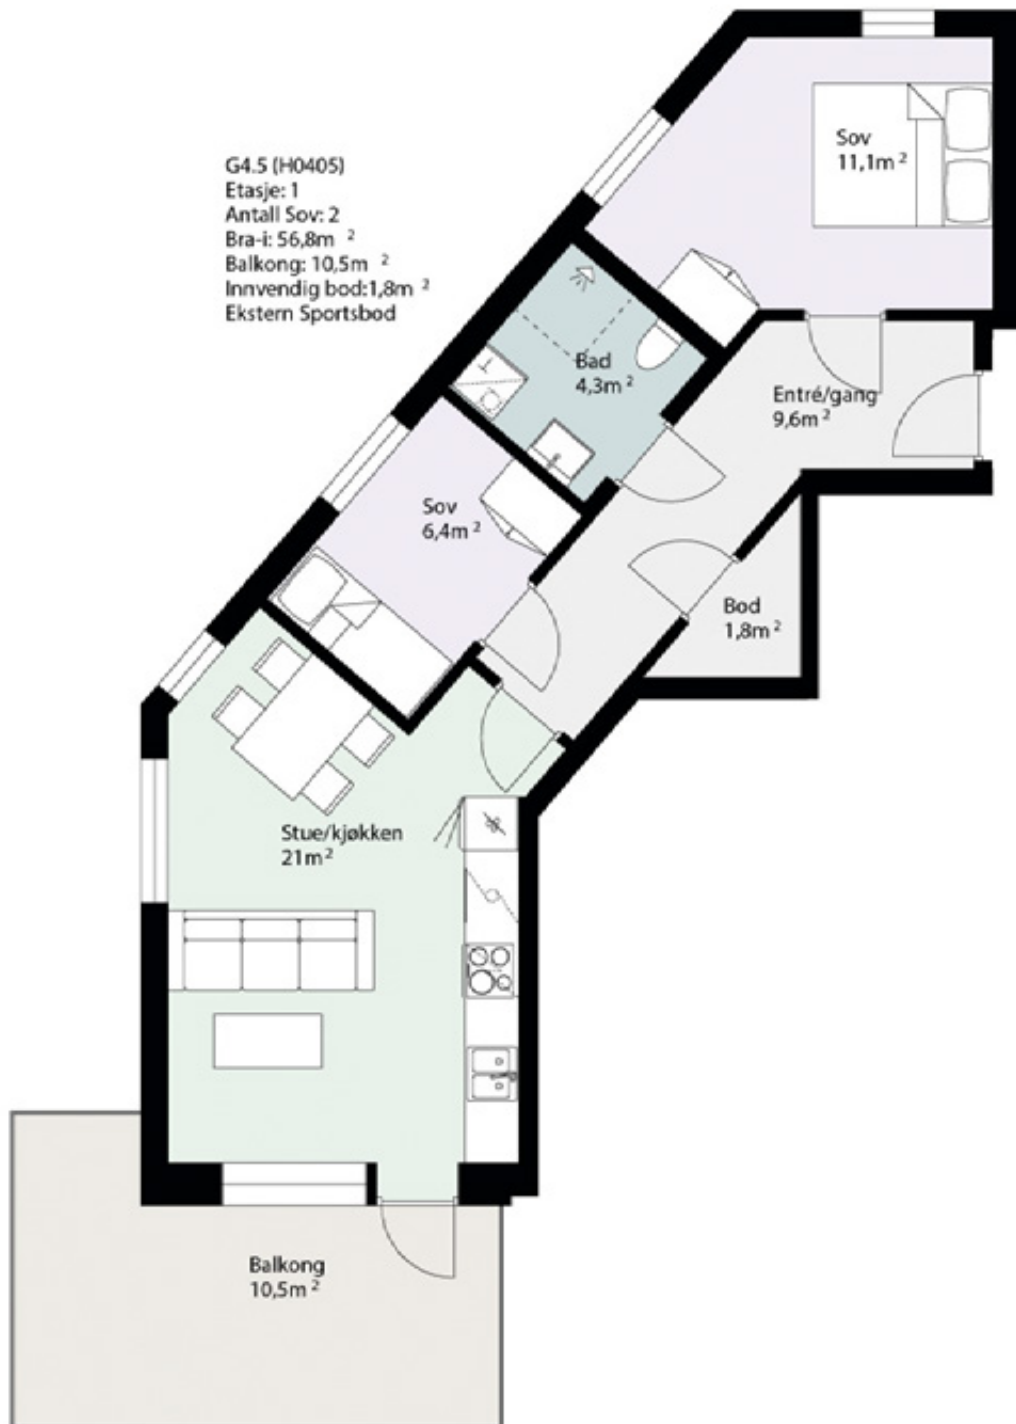 G4.5 (H0405)
Etasje: 1
Antall Sov: 2
Bra-i: 56,8m ²
Balkong: 10,5m ²
Innvendig bod:1,8m ²
Ekstern Sportsbod
Sov
11,1m ²
Bad
4,3m ²
Entré/gang
9,6m ²
Sov
6,4m ²
Bod
1,8m ²
Stue/kjøkken
21m ²
Balkong
10,5m ²